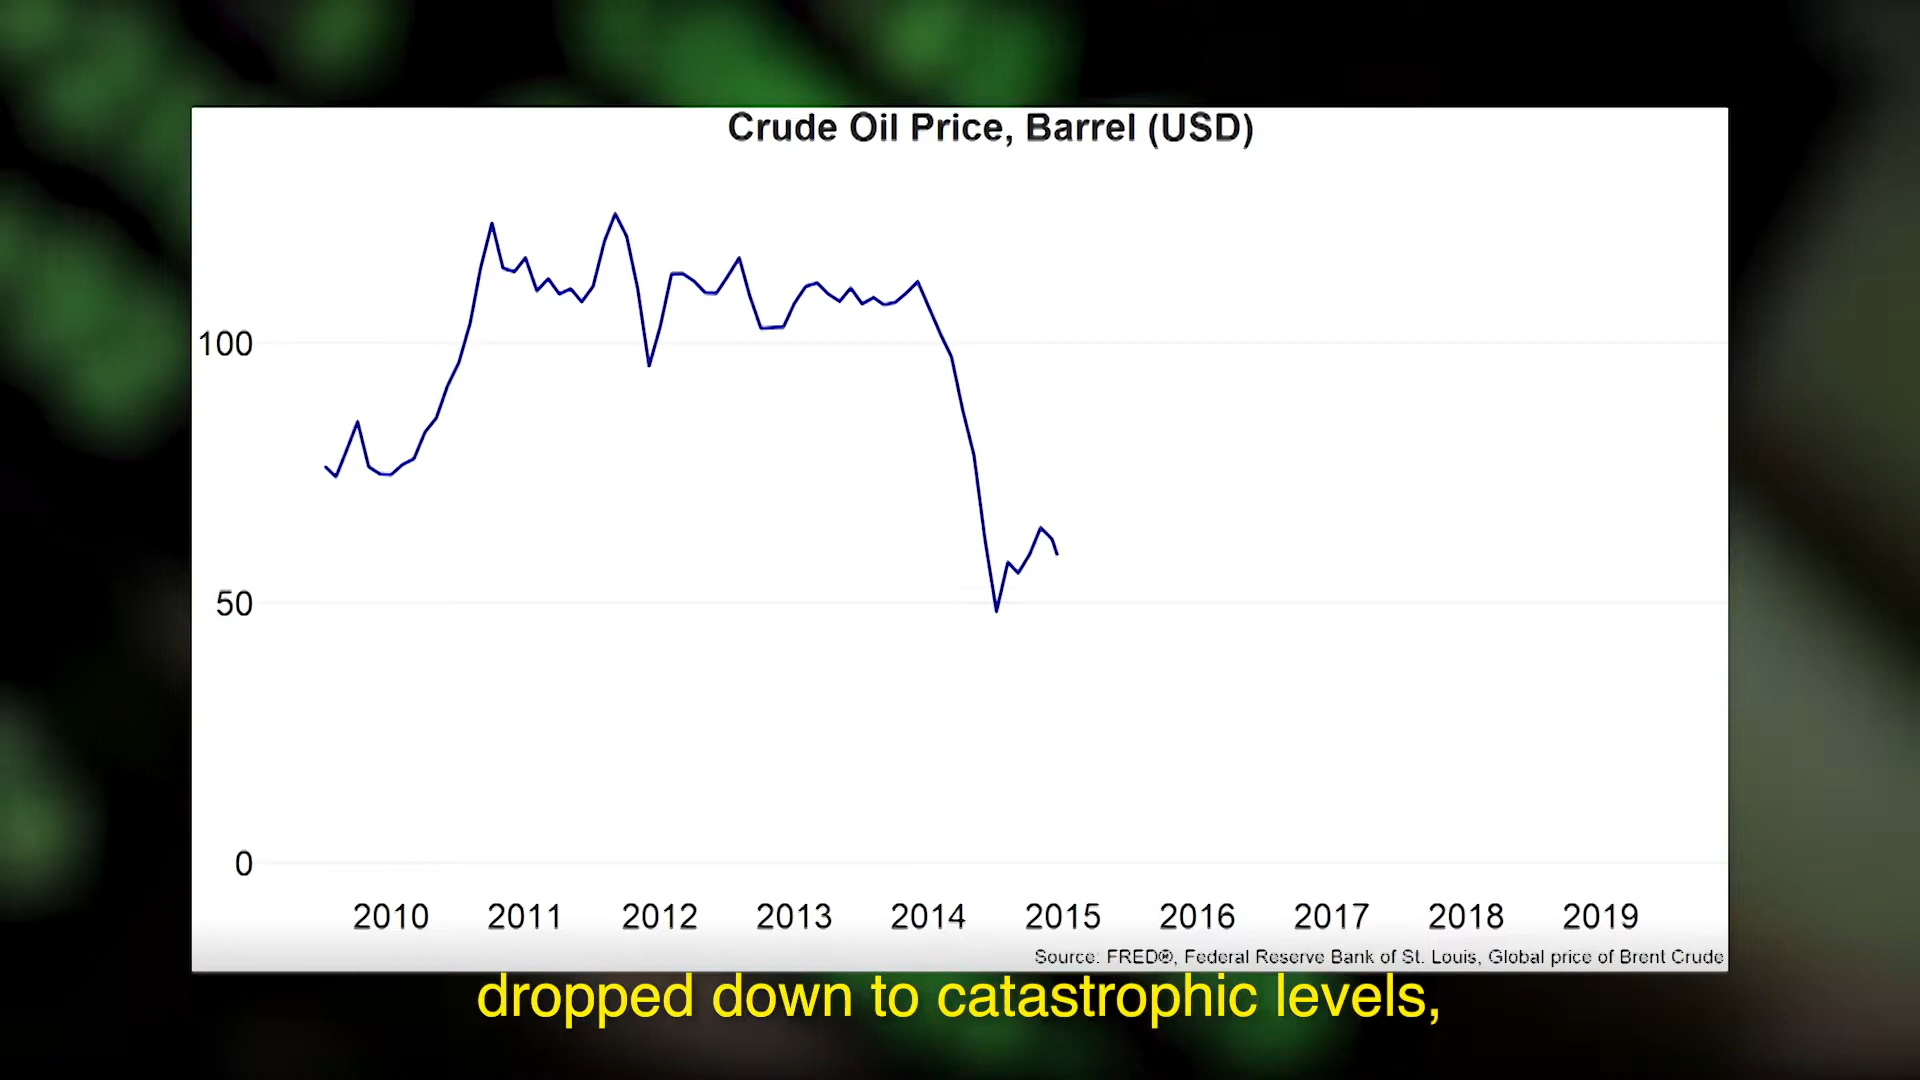 Crude Oil Price, Barrel (USD)
100
50
0
2010 2011 2012 2013 2014 2015 2016 2017 2018 2019
Source: FRED®, Federal Reserve Bank of St. Louis, Global price of Brent Crude
dropped down to catastrophic levels,